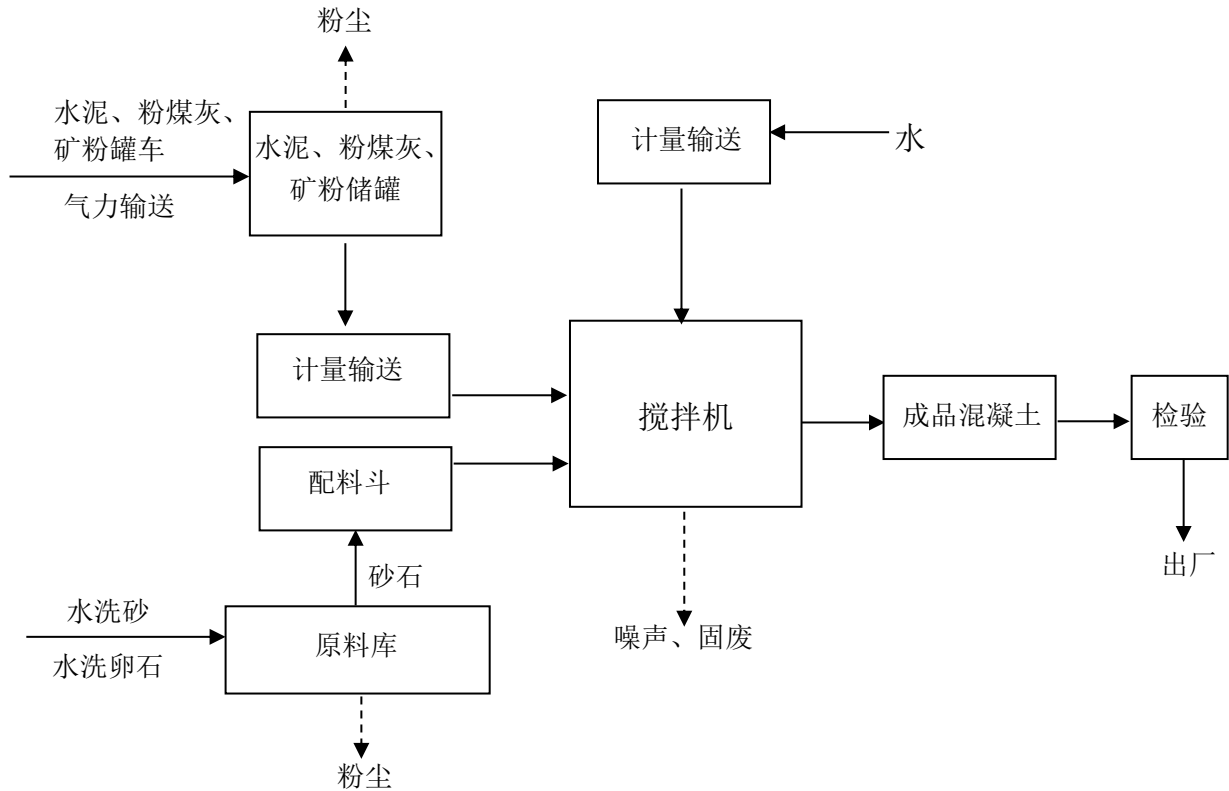 粉尘
水泥、粉煤灰、
矿粉罐车
气力输送
水泥、粉煤灰、
矿粉储罐
计量输送
水
计量输送
搅拌机
成品混凝土
检验
配料斗
出厂
砂石
水洗砂
水洗卵石
原料库
噪声、固废
粉尘